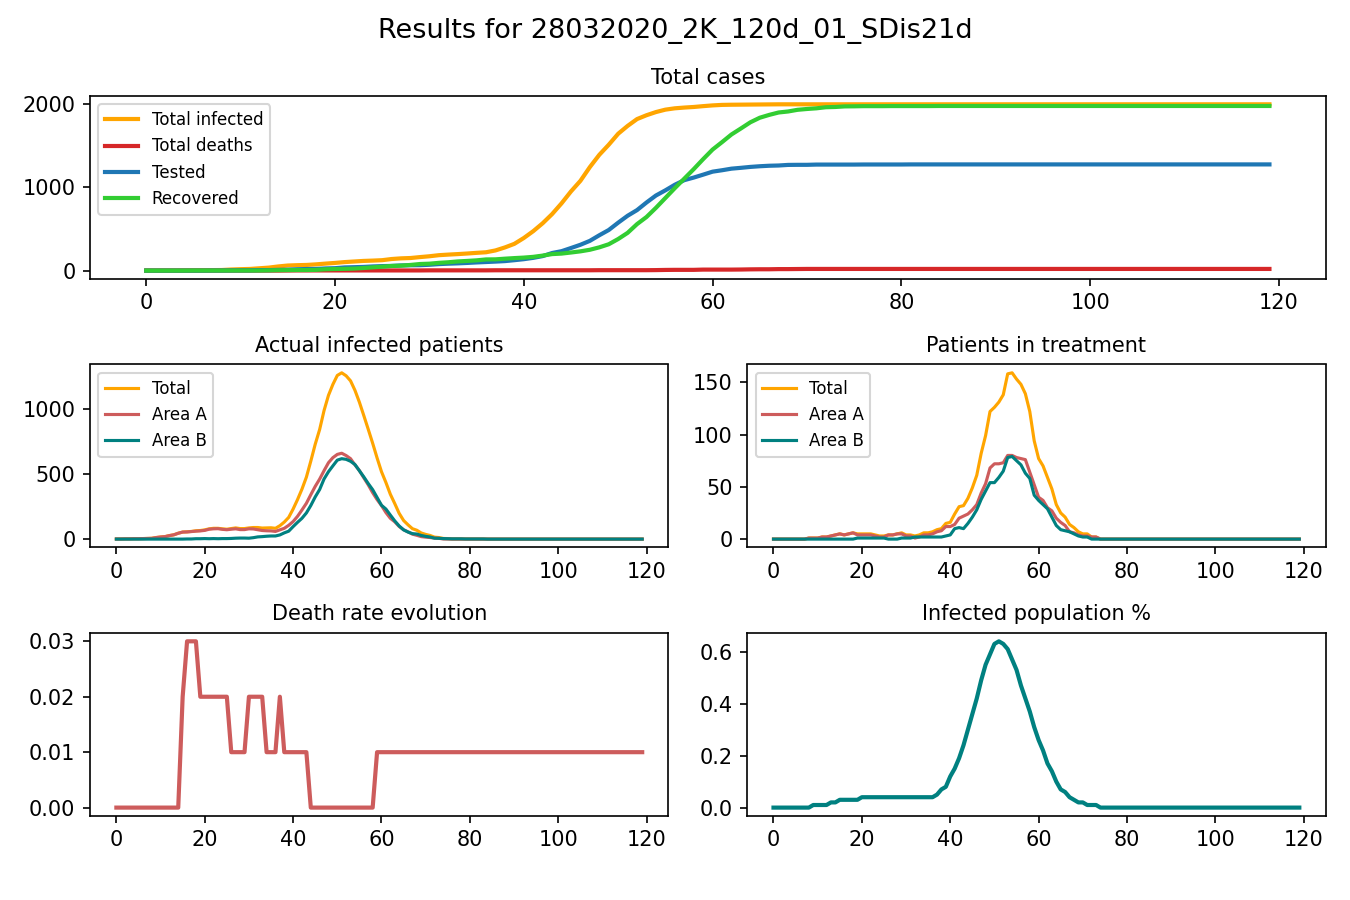 Results for 28032020_2K_120d_01_SDis21d
Total cases
2000
1000
0
Total infected
Total deaths
Tested
Recovered
0 20 40 60 80 100 120
Actual infected patients
1000
500
0
Total
Area A
Area B
0 20 40 60 80 100 120
Patients in treatment
150
100
50
0
Total
Area A
Area B
0 20 40 60 80 100 120
Death rate evolution
0.03
0.02
0.01
0.00
0 20 40 60 80 100 120
Infected population %
0.6
0.4
0.2
0.0
0 20 40 60 80 100 120